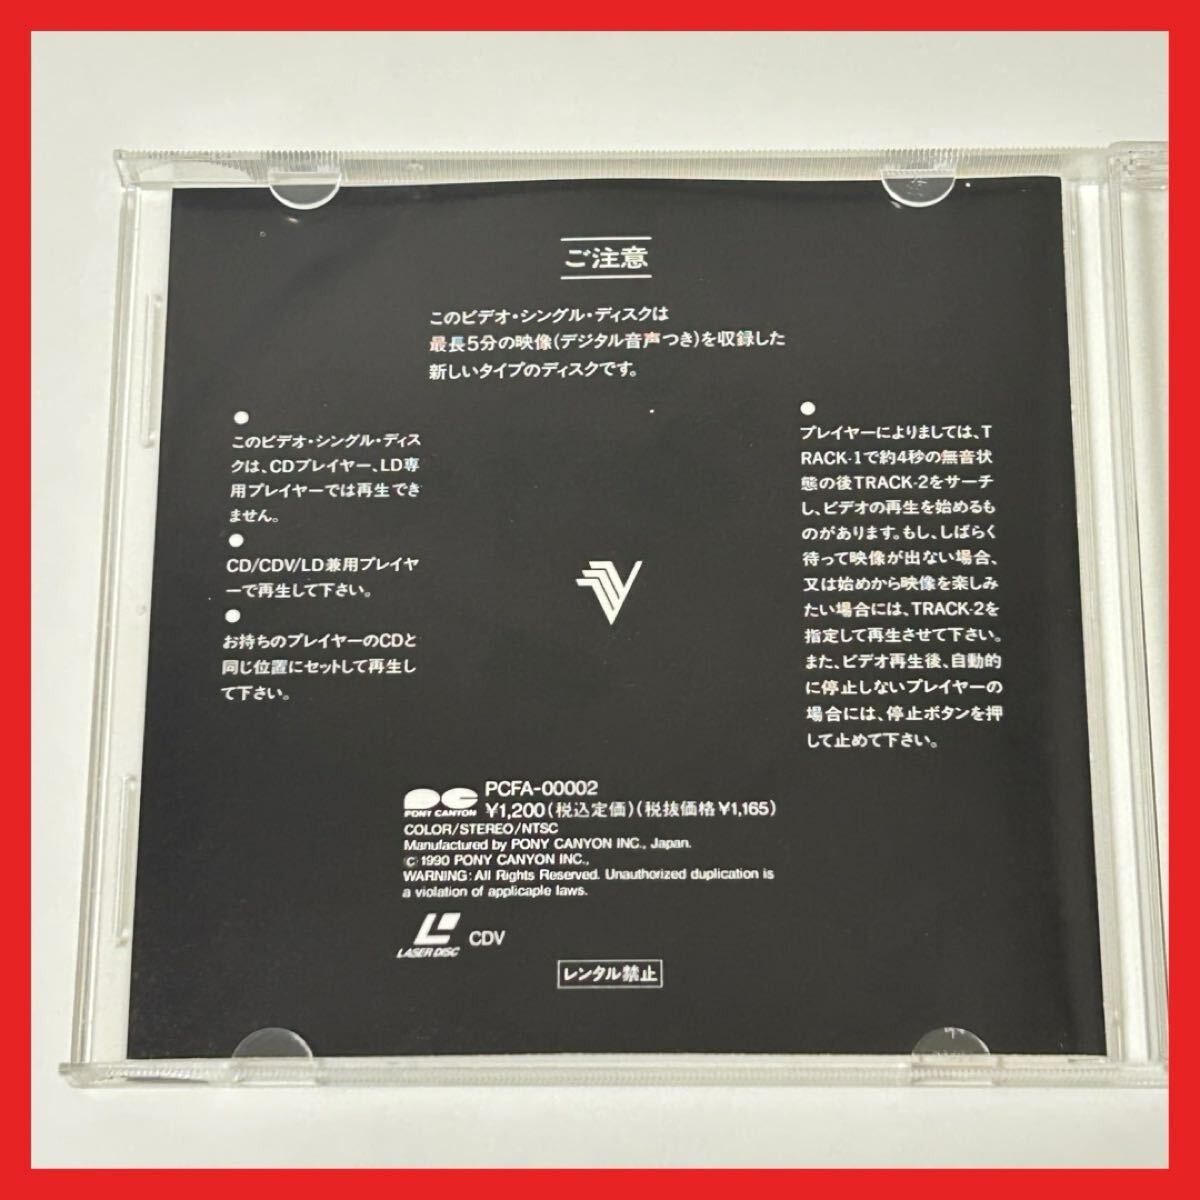 ご注意
このビデオ・シングル・ディスクは
最長5分の映像(デジタル音声つき)を収録した
新しいタイプのディスクです。
●
このビデオ・シングル・ディス
クは、CDプレイヤー、LD専
用プレイヤーでは再生でき
ません。
●
CD/CDV/LD兼用プレイヤ
ーで再生して下さい。
●
お持ちのプレイヤーのCDと
同じ位置にセットして再生し
て下さい。
●
プレイヤーによりましては、T
RACK-1で約4秒の無音状
態の後TRACK-2をサーチ
し、ビデオの再生を始めるも
のがあります。もし、しばらく
待って映像が出ない場合、
又は始めから映像を楽しみ
たい場合には、TRACK-2を
指定して再生させて下さい。
また、ビデオ再生後、自動的
に停止しないプレイヤーの
場合には、停止ボタンを押
して止めて下さい。
PONY CANYON
PCFA-00002
¥1,200(税込定価)(税抜価格¥1,165)
COLOR/STEREO/NTSC
Manufactured by PONY CANYON INC., Japan.
©1990 PONY CANYON INC.,
WARNING: All Rights Reserved. Unauthorized duplication is
a violation of applicaple laws.
LASER DISC CDV
レンタル禁止